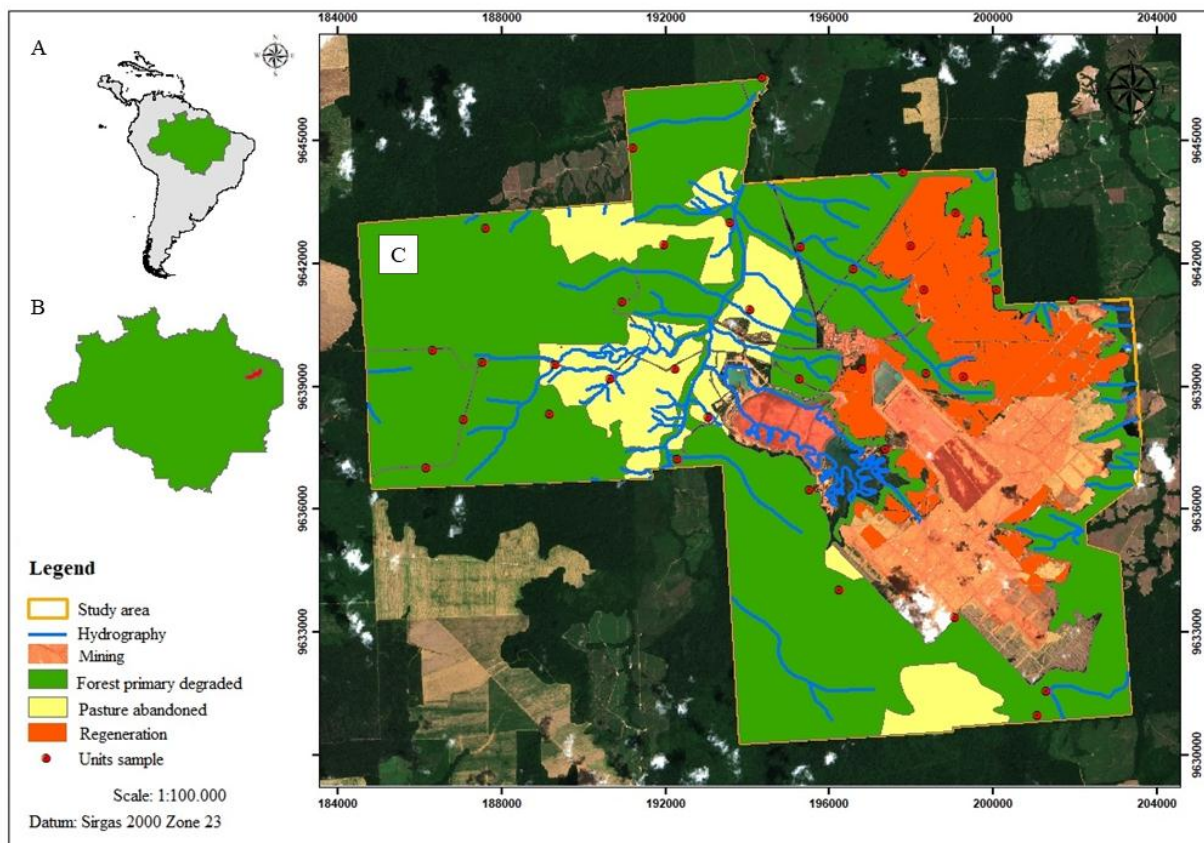 A
N
W
E
S
B
C
184000 188000 192000 196000 200000 204000
9645000
9642000
9639000
9636000
9633000
9630000
9645000
9642000
9639000
9636000
9633000
9630000
184000 188000 192000 196000 200000 204000
Legend
Study area
Hydrography
Mining
Forest primary degraded
Pasture abandoned
Regeneration
Units sample
Scale: 1:100.000
Datum: Sirgas 2000 Zone 23